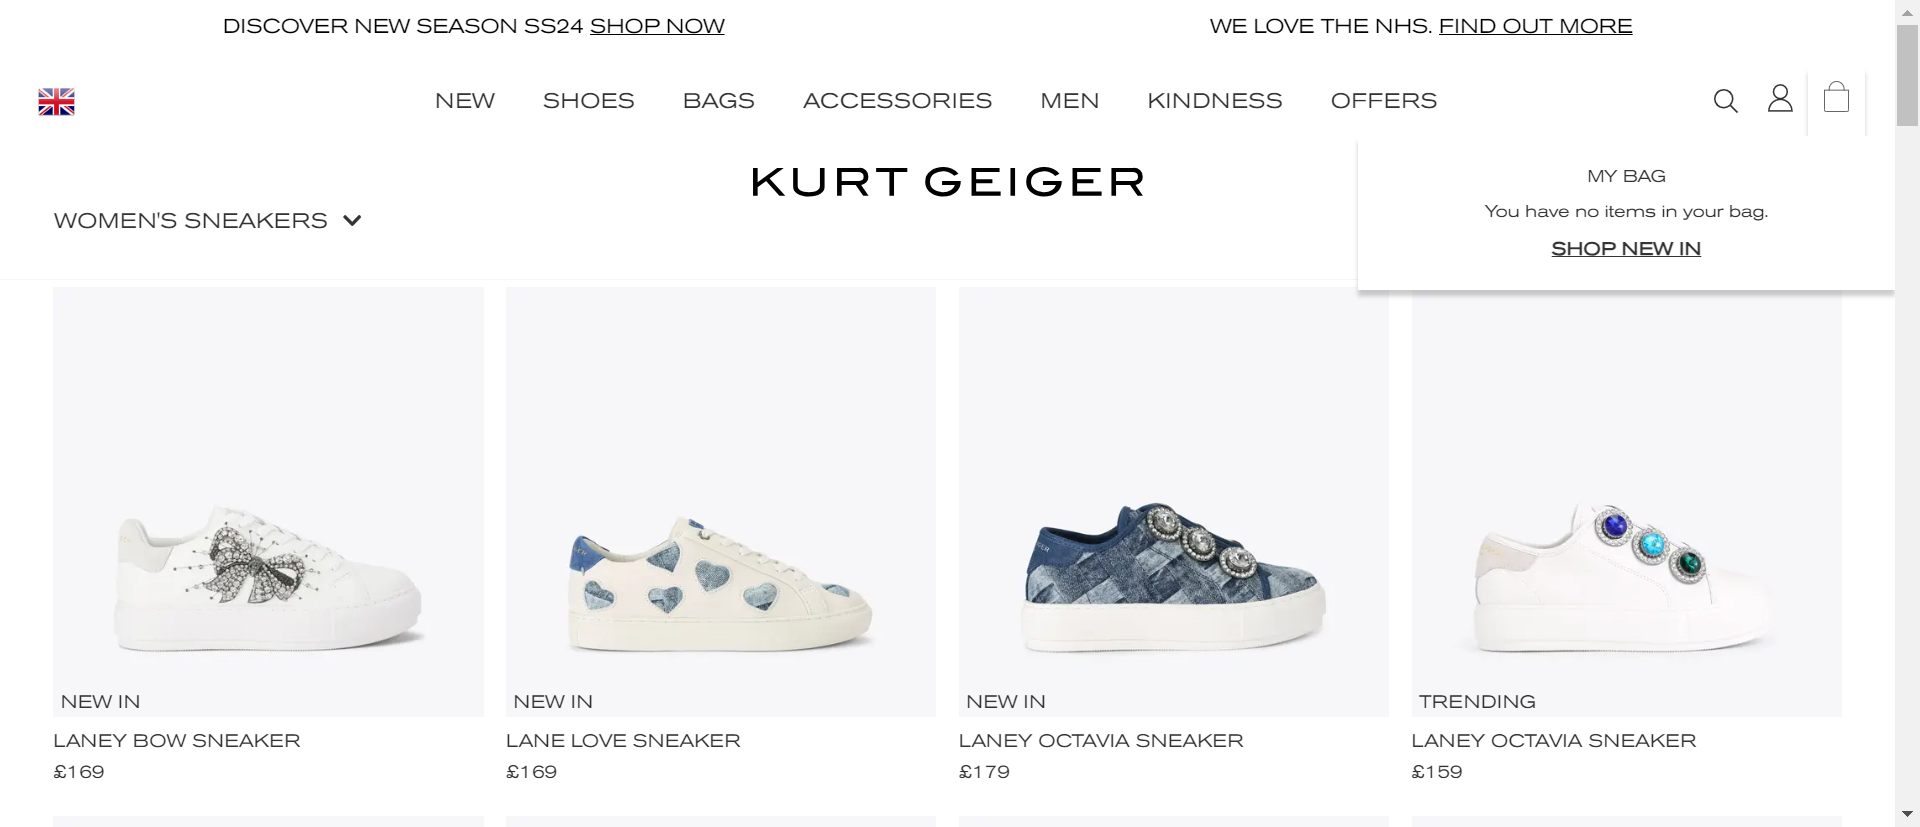 DISCOVER NEW SEASON SS24 SHOP NOW
WE LOVE THE NHS. FIND OUT MORE
NEW SHOES BAGS ACCESSORIES MEN KINDNESS OFFERS
KURT GEIGER
MY BAG
You have no items in your bag.
SHOP NEW IN
WOMEN'S SNEAKERS
NEW IN
LANEY BOW SNEAKER
£169
NEW IN
LANE LOVE SNEAKER
£169
NEW IN
LANEY OCTAVIA SNEAKER
£179
TRENDING
LANEY OCTAVIA SNEAKER
£159